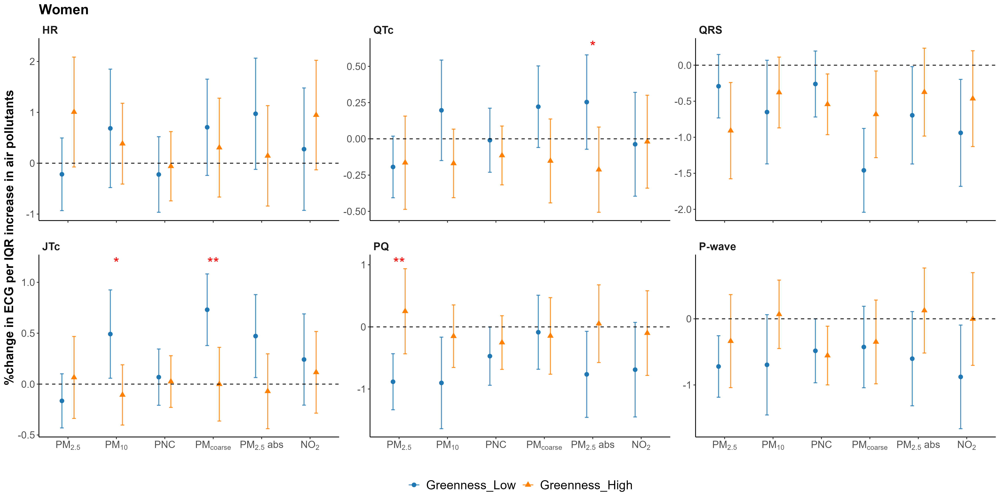 Women
%change in ECG per IQR increase in air pollutants
HR
2
1
0
-1
QTc
*
0.50
0.25
0.00
-0.25
-0.50
QRS
0.0
-0.5
-1.0
-1.5
-2.0
JTc
* **
1.0
0.5
0.0
-0.5
PM2.5 PM10 PNC PMcoarse PM2.5 abs NO2
PQ
**
1
0
-1
PM2.5 PM10 PNC PMcoarse PM2.5 abs NO2
P-wave
0
-1
PM2.5 PM10 PNC PMcoarse PM2.5 abs NO2
Greenness_Low Greenness_High